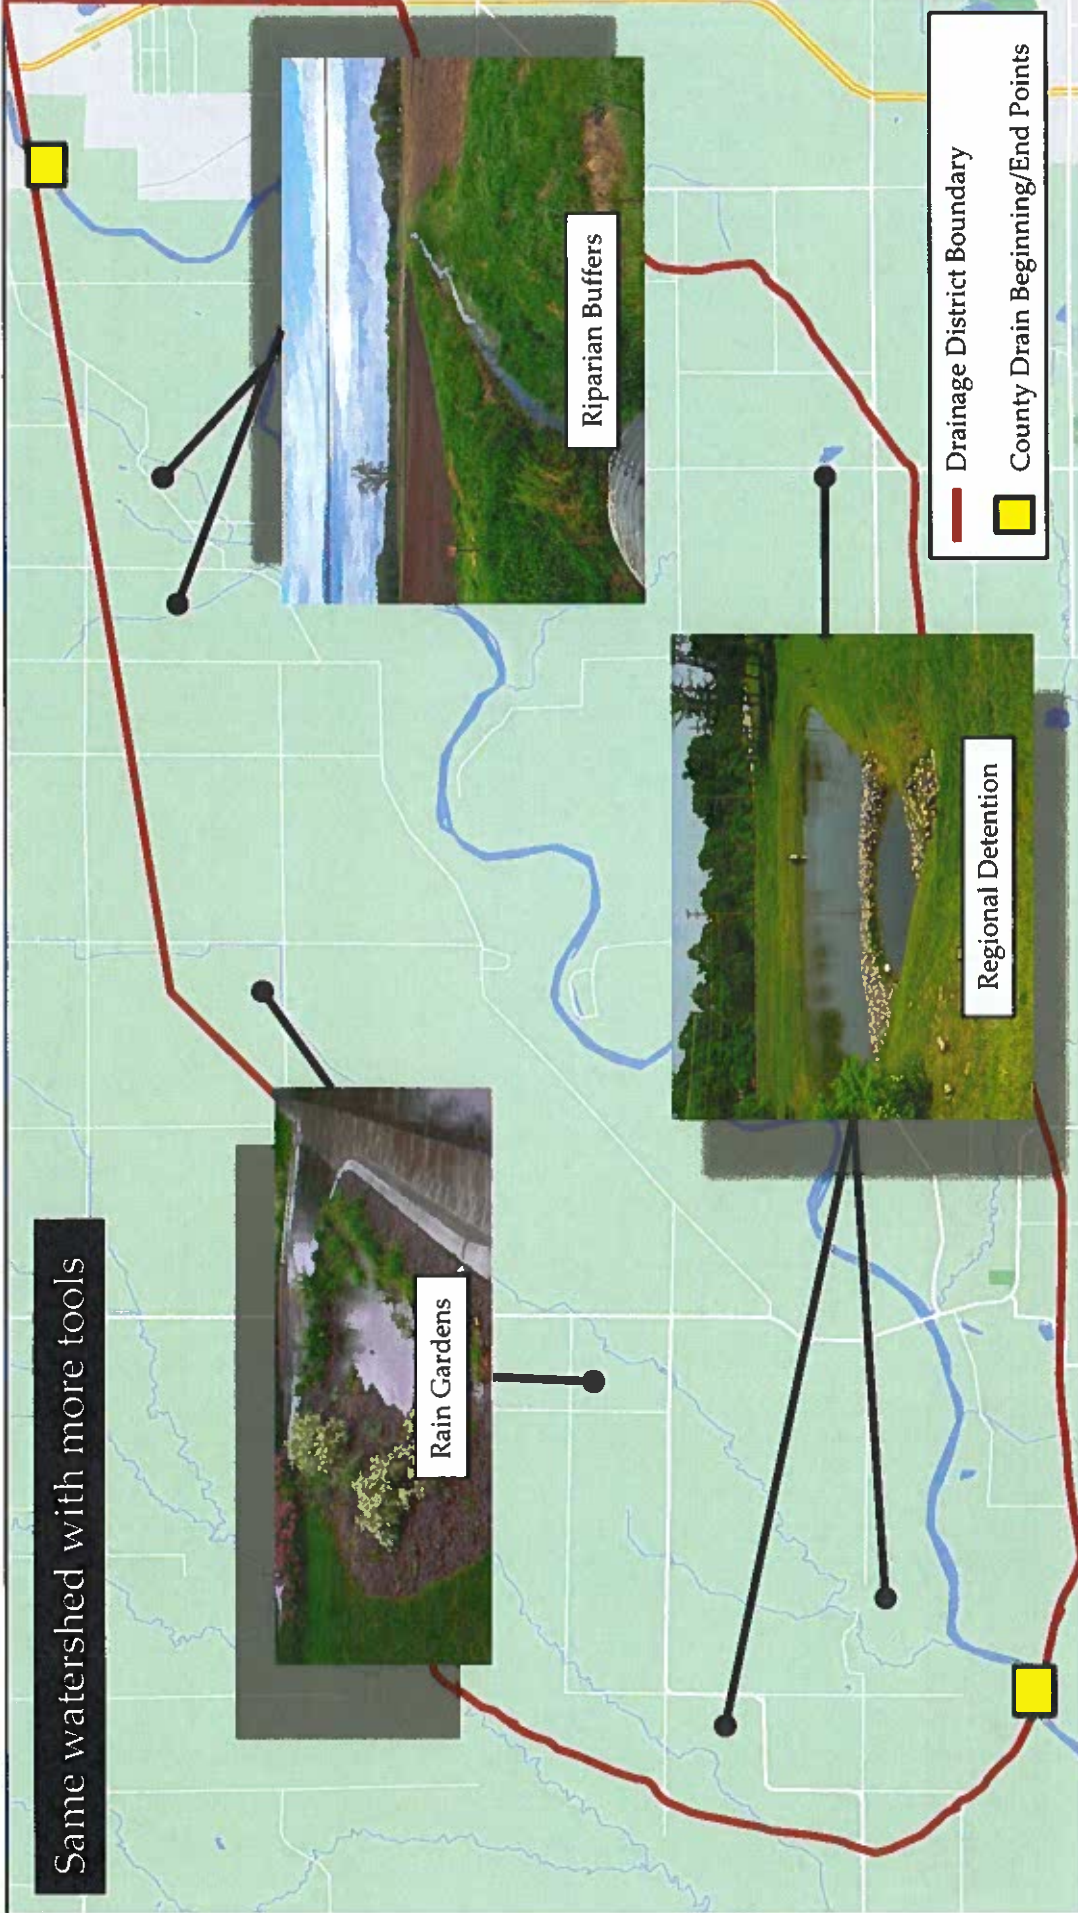 Same watershed with more tools
Rain Gardens
Riparian Buffers
Regional Detention
Drainage District Boundary
County Drain Beginning/End Points